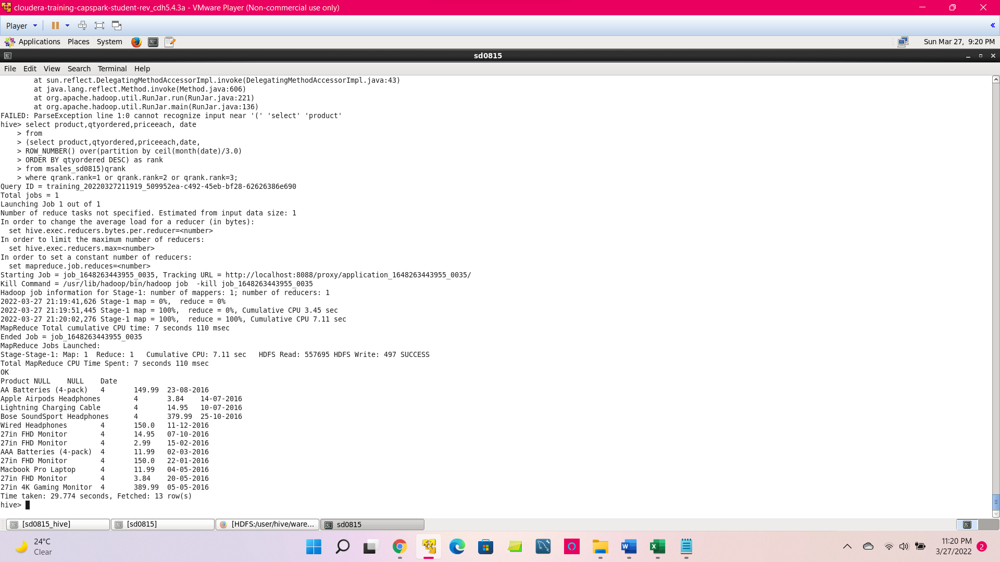 cloudera-training-capspark-student-rev_cdh5.4.3a - VMware Player (Non-commercial use only)
Player
Applications Places System Sun Mar 27, 9:20 PM
sd0815
File Edit View Search Terminal Help
at sun.reflect.DelegatingMethodAccessorImpl.invoke(DelegatingMethodAccessorImpl.java:43)
at java.lang.reflect.Method.invoke(Method.java:606)
at org.apache.hadoop.util.RunJar.run(RunJar.java:221)
at org.apache.hadoop.util.RunJar.main(RunJar.java:136)
FAILED: ParseException line 1:0 cannot recognize input near '(' 'select' 'product'
hive> select product,qtyordered,priceeach, date
> from
> (select product,qtyordered,priceeach,date,
> ROW_NUMBER() over(partition by ceil(month(date)/3.0)
> ORDER BY qtyordered DESC) as rank
> from msales_sd0815)qrank
> where qrank.rank=1 or qrank.rank=2 or qrank.rank=3;
Query ID = training_20220327211919_509952ea-c492-45eb-bf28-62626386e690
Total jobs = 1
Launching Job 1 out of 1
Number of reduce tasks not specified. Estimated from input data size: 1
In order to change the average load for a reducer (in bytes):
set hive.exec.reducers.bytes.per.reducer=<number>
In order to limit the maximum number of reducers:
set hive.exec.reducers.max=<number>
In order to set a constant number of reducers:
set mapreduce.job.reduces=<number>
Starting Job = job_1648263443955_0035, Tracking URL = http://localhost:8088/proxy/application_1648263443955_0035/
Kill Command = /usr/lib/hadoop/bin/hadoop job  -kill job_1648263443955_0035
Hadoop job information for Stage-1: number of mappers: 1; number of reducers: 1
2022-03-27 21:19:41,626 Stage-1 map = 0%,  reduce = 0%
2022-03-27 21:19:51,445 Stage-1 map = 100%,  reduce = 0%, Cumulative CPU 3.45 sec
2022-03-27 21:20:02,276 Stage-1 map = 100%,  reduce = 100%, Cumulative CPU 7.11 sec
MapReduce Total cumulative CPU time: 7 seconds 110 msec
Ended Job = job_1648263443955_0035
MapReduce Jobs Launched:
Stage-Stage-1: Map: 1  Reduce: 1   Cumulative CPU: 7.11 sec   HDFS Read: 557695 HDFS Write: 497 SUCCESS
Total MapReduce CPU Time Spent: 7 seconds 110 msec
OK
Product NULL    NULL    Date
AA Batteries (4-pack)   4       149.99  23-08-2016
Apple Airpods Headphones        4       3.84    14-07-2016
Lightning Charging Cable        4       14.95   10-07-2016
Bose SoundSport Headphones      4       379.99  25-10-2016
Wired Headphones        4       150.0   11-12-2016
27in FHD Monitor        4       14.95   07-10-2016
27in FHD Monitor        4       2.99    15-02-2016
AAA Batteries (4-pack)  4       11.99   02-03-2016
27in FHD Monitor        4       150.0   22-01-2016
Macbook Pro Laptop      4       11.99   04-05-2016
27in FHD Monitor        4       3.84    20-05-2016
27in 4K Gaming Monitor  4       389.99  05-05-2016
Time taken: 29.774 seconds, Fetched: 13 row(s)
hive>
[sd0815_hive] [sd0815] [HDFS:/user/hive/ware... sd0815
24°C
Clear
11:20 PM
3/27/2022
2